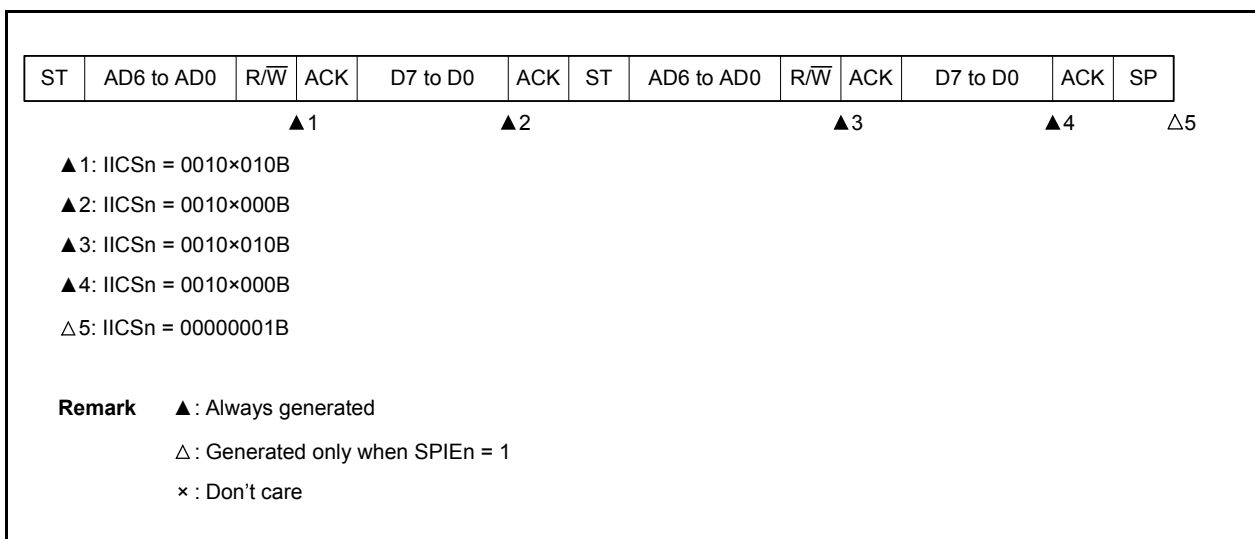 ST AD6 to AD0 R/W̅ ACK D7 to D0 ACK ST AD6 to AD0 R/W̅ ACK D7 to D0 ACK SP
▲1 ▲2 ▲3 ▲4 △5
▲1: IICSn = 0010×010B
▲2: IICSn = 0010×000B
▲3: IICSn = 0010×010B
▲4: IICSn = 0010×000B
△5: IICSn = 00000001B
Remark ▲: Always generated
△: Generated only when SPIEn = 1
×: Don't care